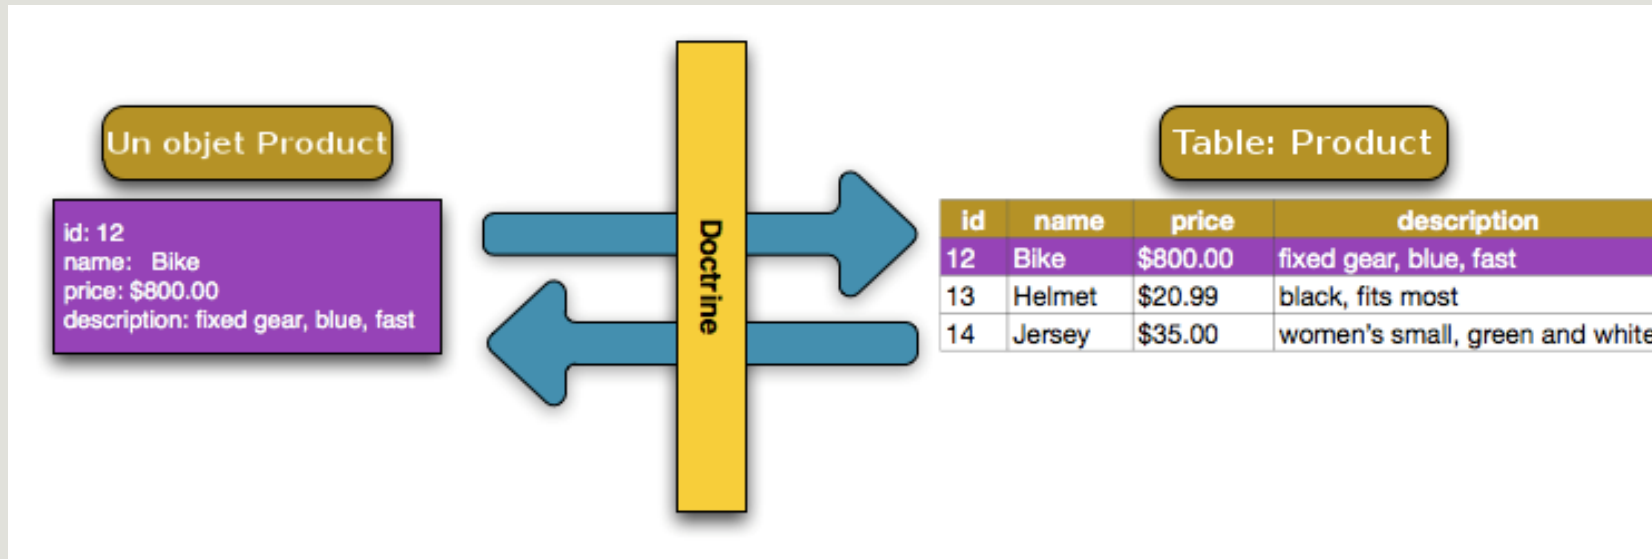 Un objet Product
id: 12
name: Bike
price: $800.00
description: fixed gear, blue, fast
Doctrine
Table: Product
id name price description
12 Bike $800.00 fixed gear, blue, fast
13 Helmet $20.99 black, fits most
14 Jersey $35.00 women's small, green and white